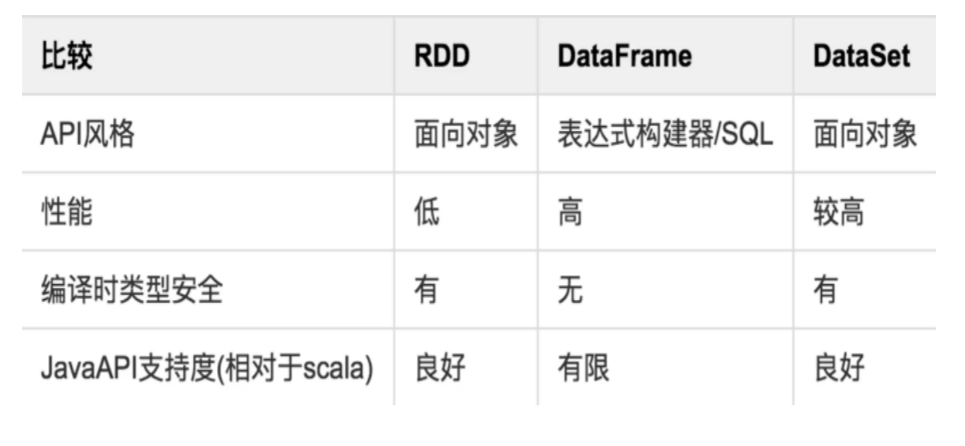 比较 RDD DataFrame DataSet
API风格 面向对象 表达式构建器/SQL 面向对象
性能 低 高 较高
编译时类型安全 有 无 有
JavaAPI支持度(相对于scala) 良好 有限 良好